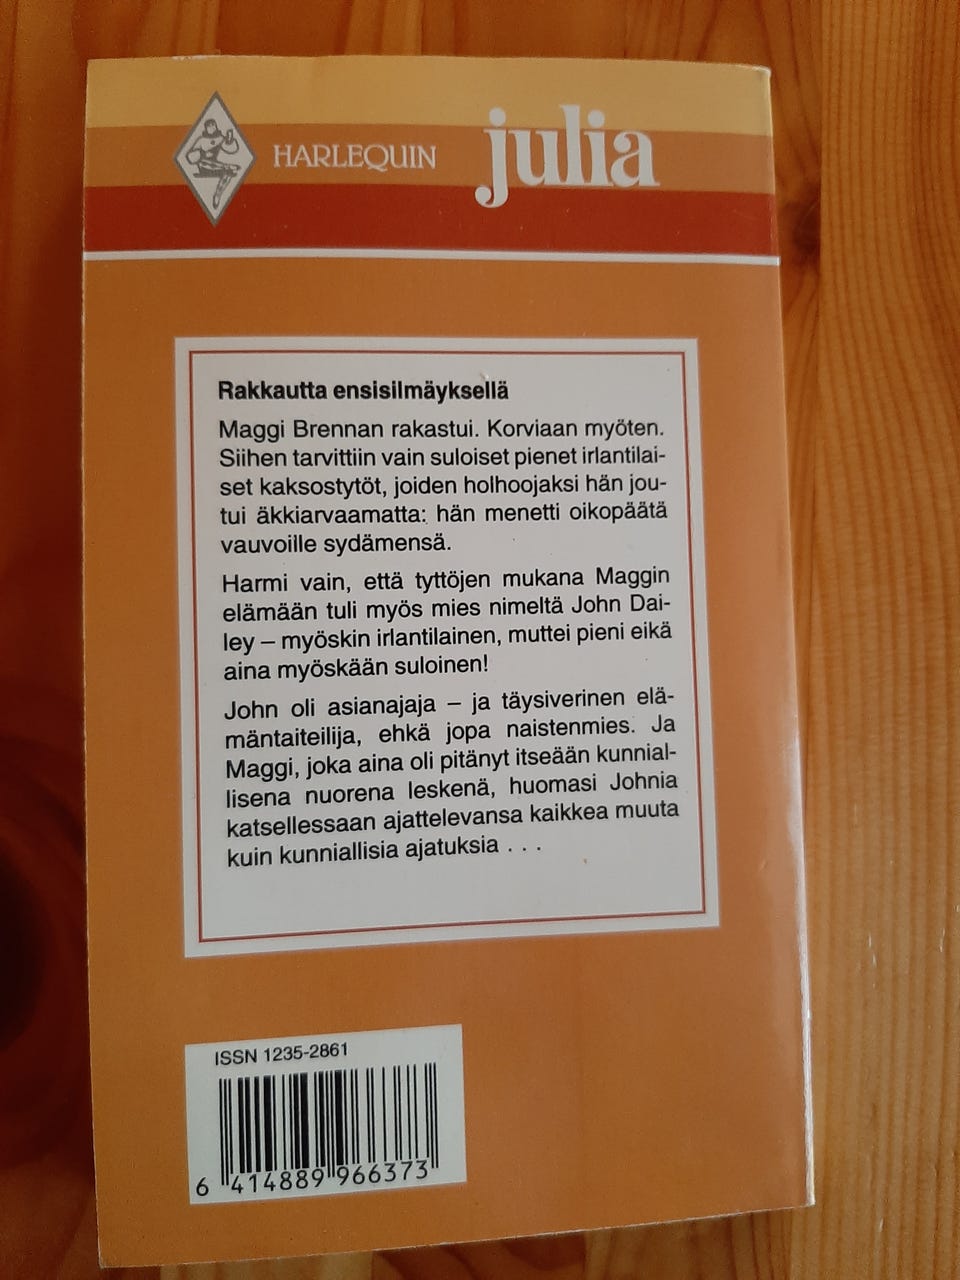 HARLEQUIN julia
Rakkautta ensisilmäyksellä
Maggi Brennan rakastui. Korviaan myöten.
Siihen tarvittiin vain suloiset pienet irlantilai-
set kaksostytöt, joiden holhoojaksi hän jou-
tui äkkiarvaamatta: hän menetti oikopäätä
vauvoille sydämensä.
Harmi vain, että tyttöjen mukana Maggin
elämään tuli myös mies nimeltä John Dai-
ley – myöskin irlantilainen, muttei pieni eikä
aina myöskään suloinen!
John oli asianajaja – ja täysiverinen elä-
mäntaiteilija, ehkä jopa naistenmies. Ja
Maggi, joka aina oli pitänyt itseään kunnial-
lisena nuorena leskenä, huomasi Johnia
katsellessaan ajattelevansa kaikkea muuta
kuin kunniallisia ajatuksia . . .
ISSN 1235-2861
6 414889 966373